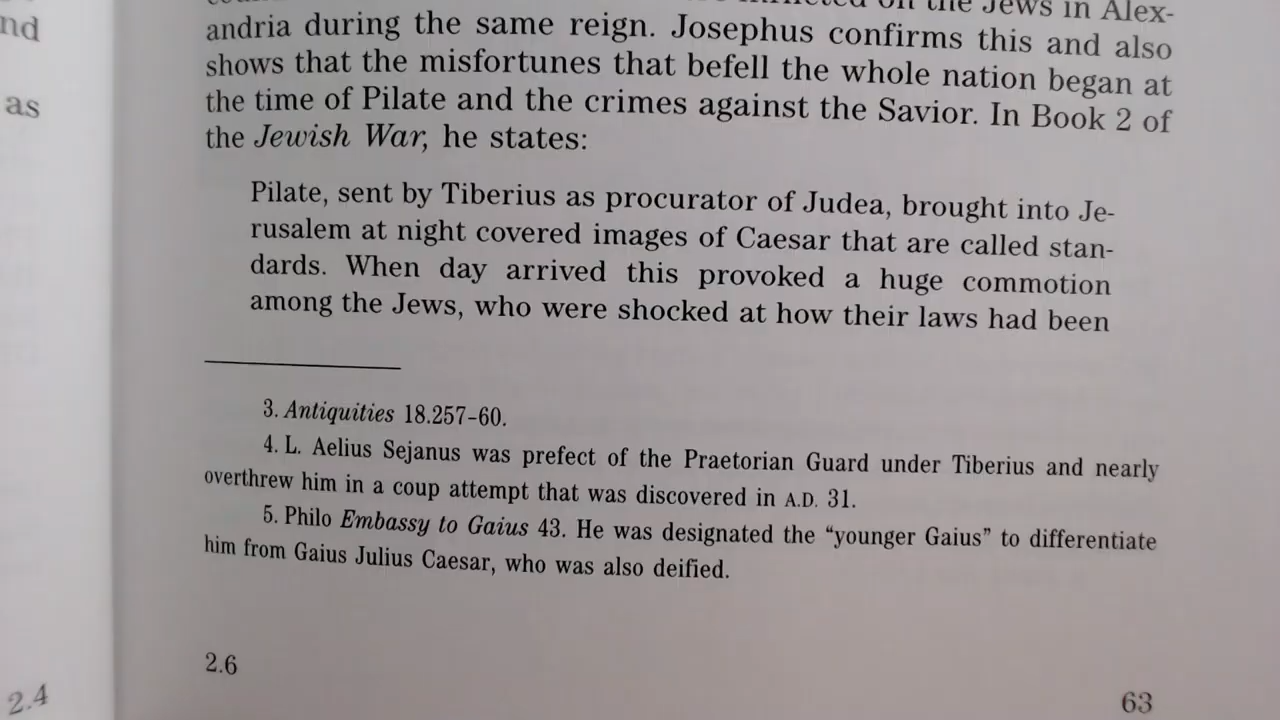 nd
as
2.4
on the Jews in Alex-
andria during the same reign. Josephus confirms this and also
shows that the misfortunes that befell the whole nation began at
the time of Pilate and the crimes against the Savior. In Book 2 of
the Jewish War, he states:
Pilate, sent by Tiberius as procurator of Judea, brought into Je-
rusalem at night covered images of Caesar that are called stan-
dards. When day arrived this provoked a huge commotion
among the Jews, who were shocked at how their laws had been
3. Antiquities 18.257–60.
4. L. Aelius Sejanus was prefect of the Praetorian Guard under Tiberius and nearly
overthrew him in a coup attempt that was discovered in A.D. 31.
5. Philo Embassy to Gaius 43. He was designated the “younger Gaius” to differentiate
him from Gaius Julius Caesar, who was also deified.
2.6
63